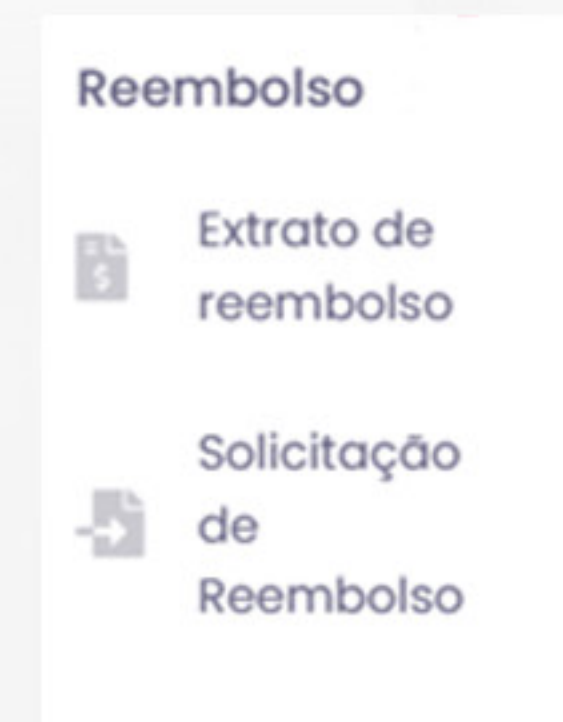 Reembolso
Extrato de
reembolso
Solicitação
de
Reembolso